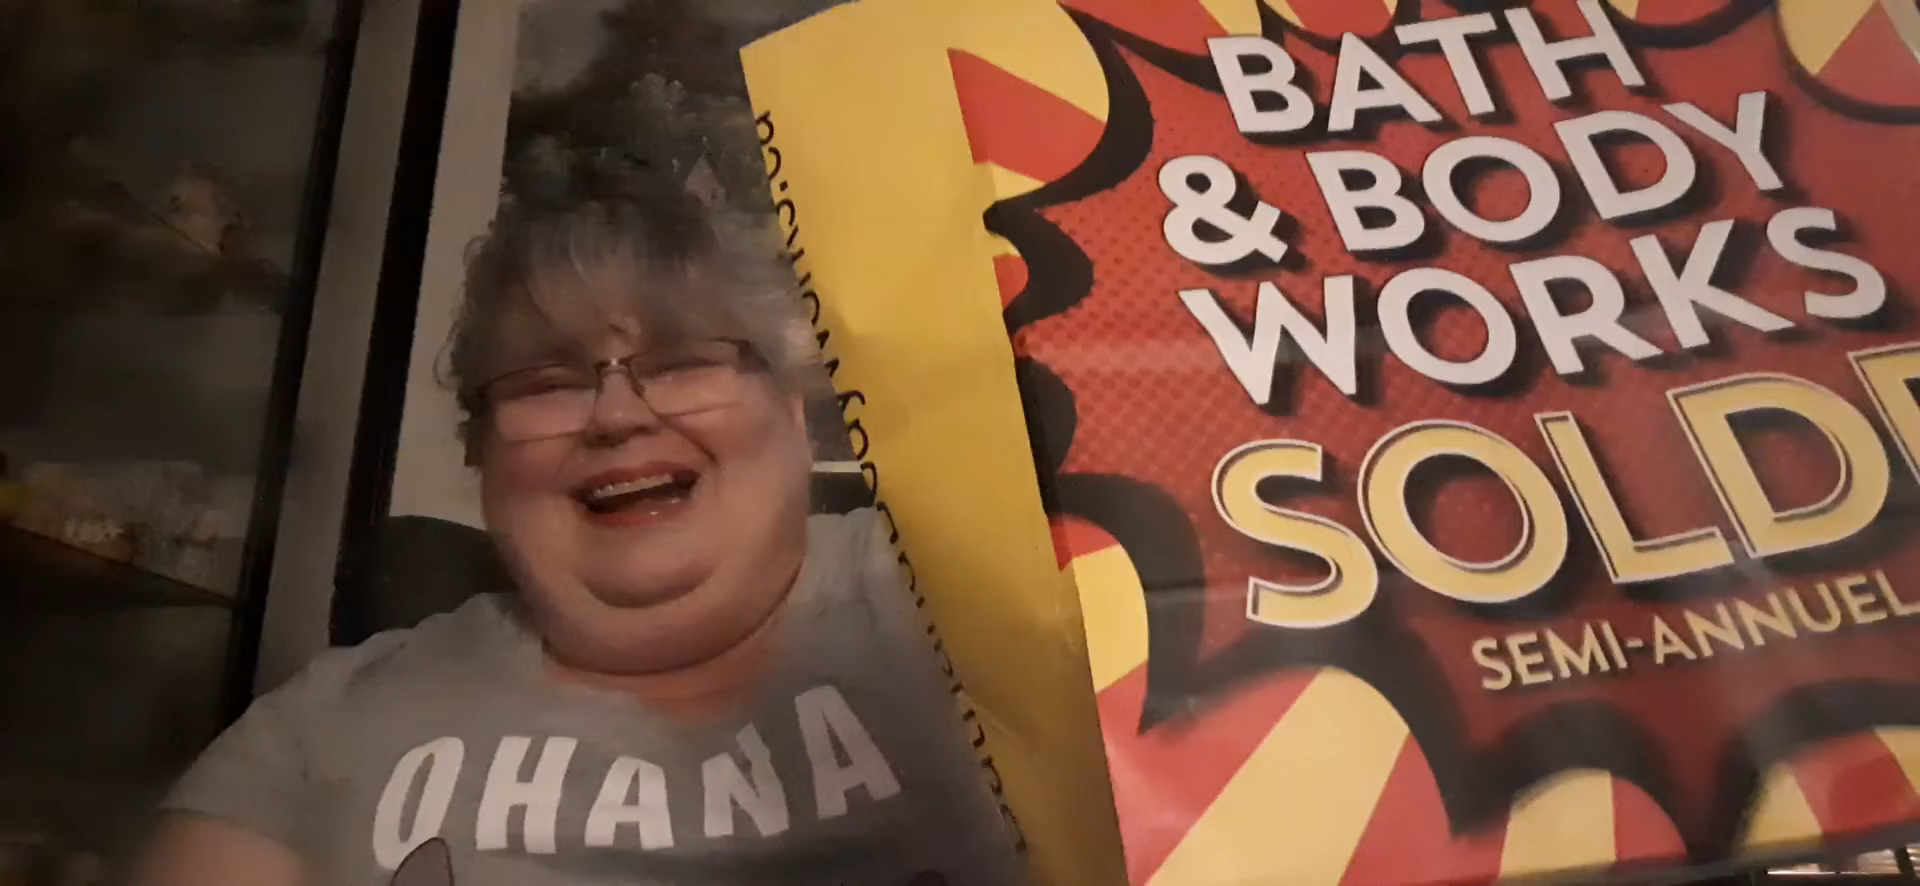 BATH
& BODY
WORKS
SOLD
SEMI-ANNUEL
OHANA